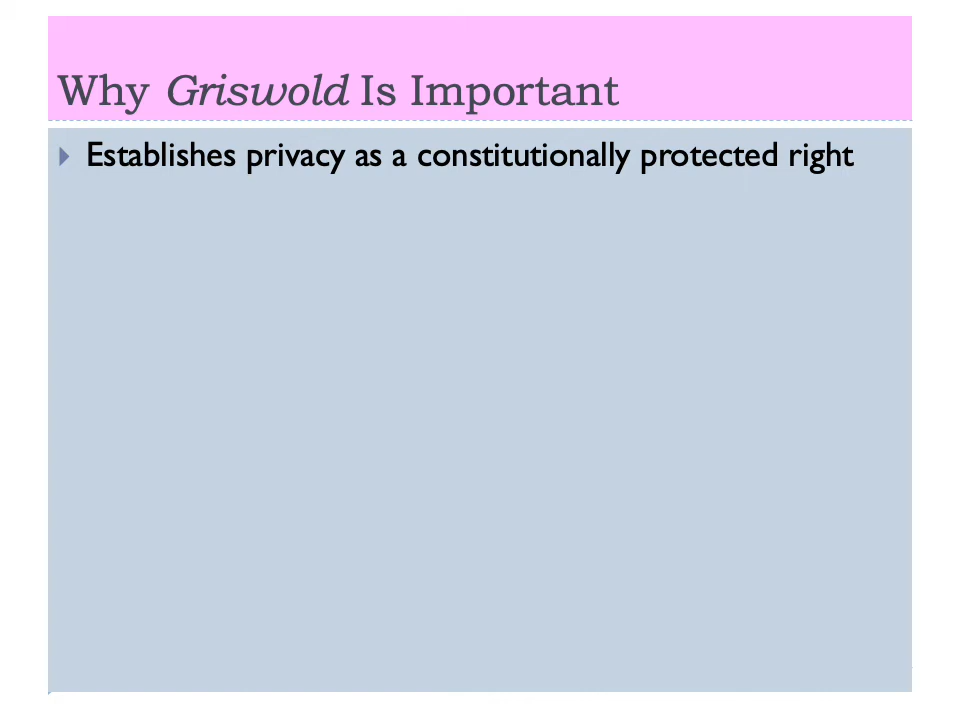 Why Griswold Is Important
Establishes privacy as a constitutionally protected right